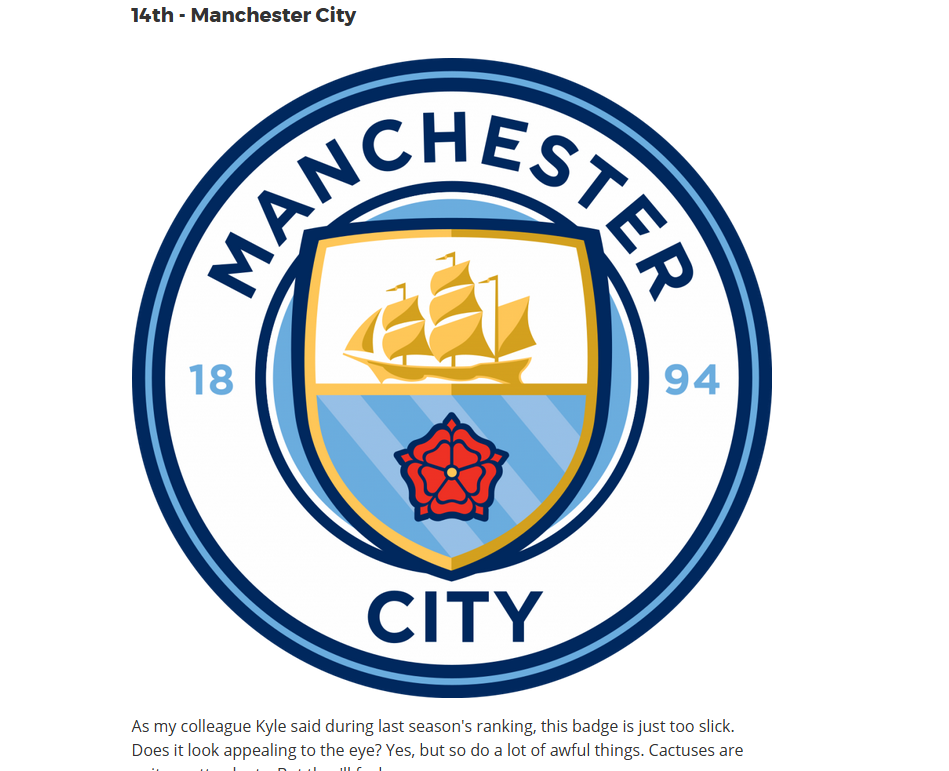 14th - Manchester City
MANCHESTER
18 94
CITY
As my colleague Kyle said during last season's ranking, this badge is just too slick.
Does it look appealing to the eye? Yes, but so do a lot of awful things. Cactuses are